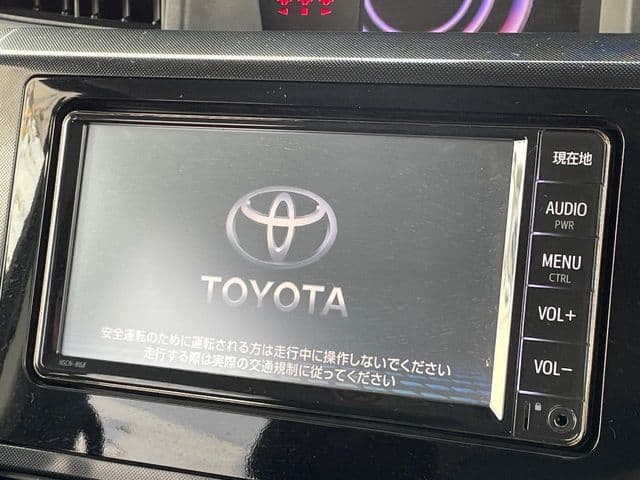 現在地
AUDIO
PWR
MENU
CTRL
VOL+
VOL-
TOYOTA
安全運転のために運転される方は走行中に操作しないでください
走行する際は実際の交通規制に従ってください
NSCN-W68